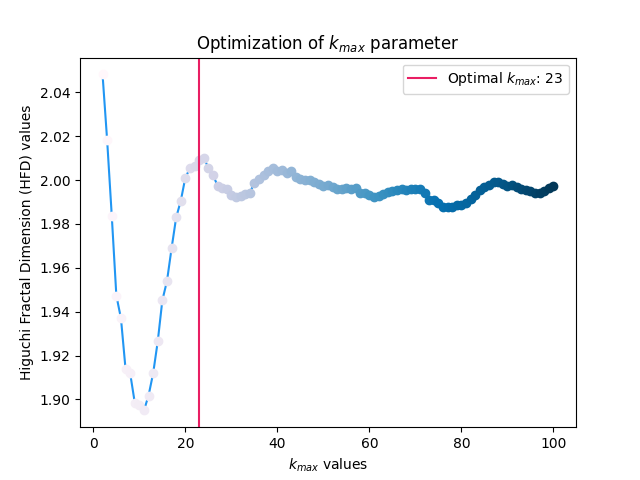 Optimization of $k_{max}$ parameter
Optimal $k_{max}$: 23
Higuchi Fractal Dimension (HFD) values
2.04
2.02
2.00
1.98
1.96
1.94
1.92
1.90
0 20 40 60 80 100
$k_{max}$ values